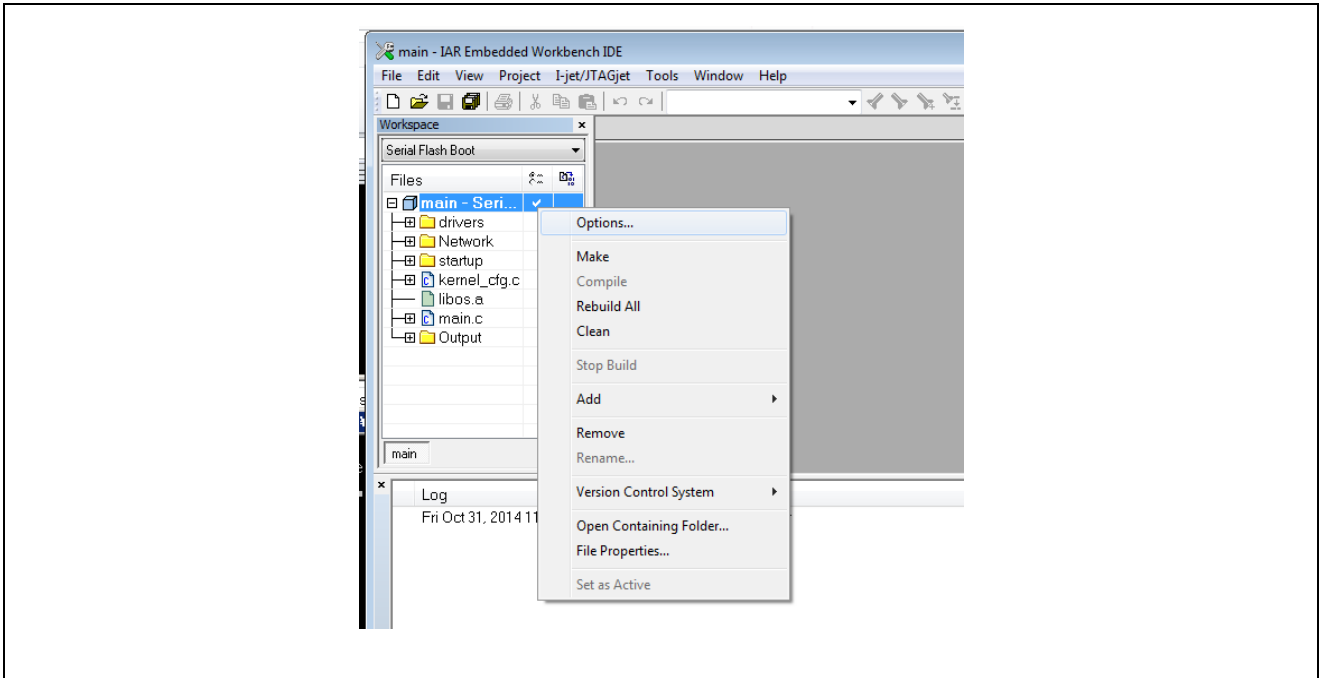 main - IAR Embedded Workbench IDE
File Edit View Project I-jet/JTAGjet Tools Window Help
Workspace
Serial Flash Boot
Files
main - Seri...
drivers
Network
startup
kernel_cfg.c
libos.a
main.c
Output
main
Options...
Make
Compile
Rebuild All
Clean
Stop Build
Add
Remove
Rename...
Version Control System
Open Containing Folder...
File Properties...
Set as Active
Log
Fri Oct 31, 2014 11